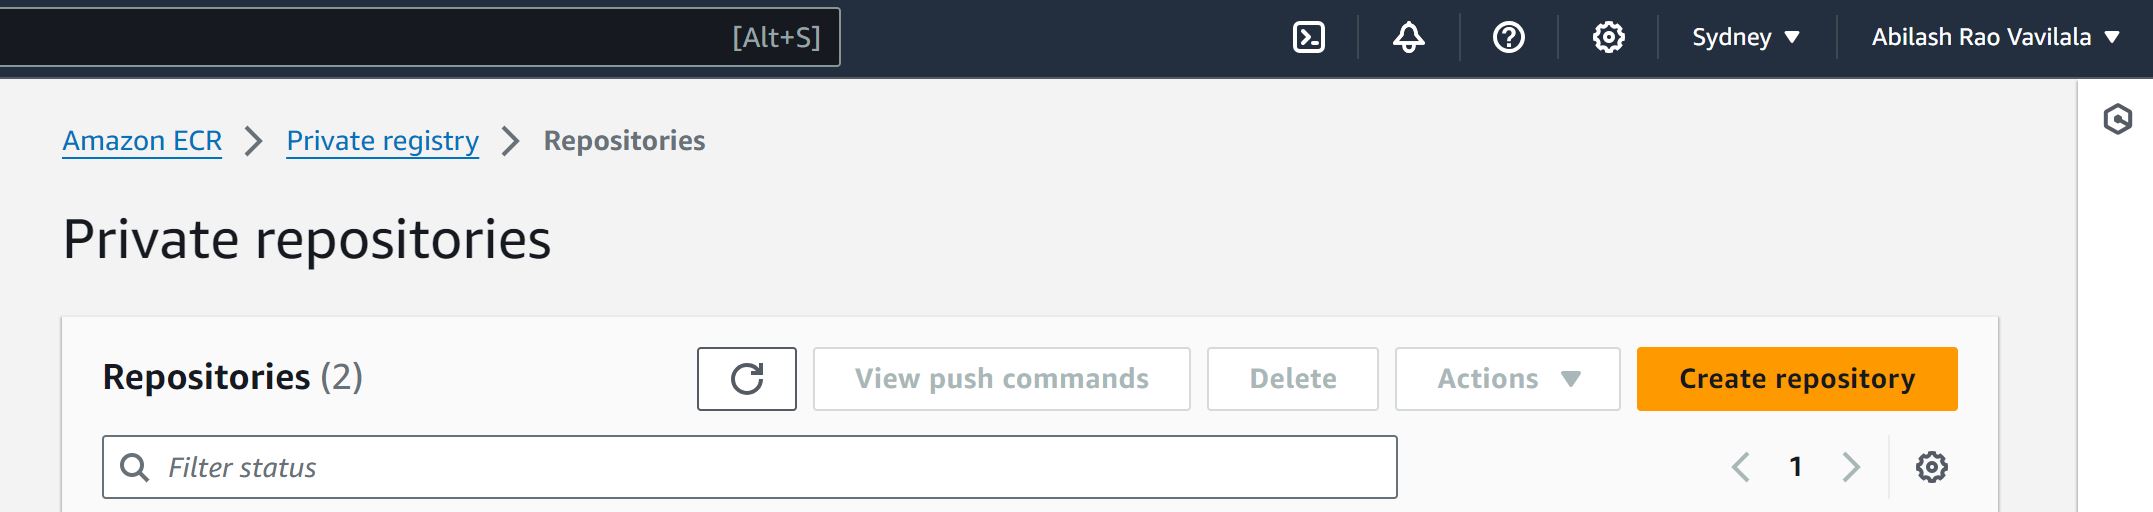 [Alt+S] Sydney Abilash Rao Vavilala
Amazon ECR Private registry Repositories
Private repositories
Repositories (2) View push commands Delete Actions Create repository
Filter status 1